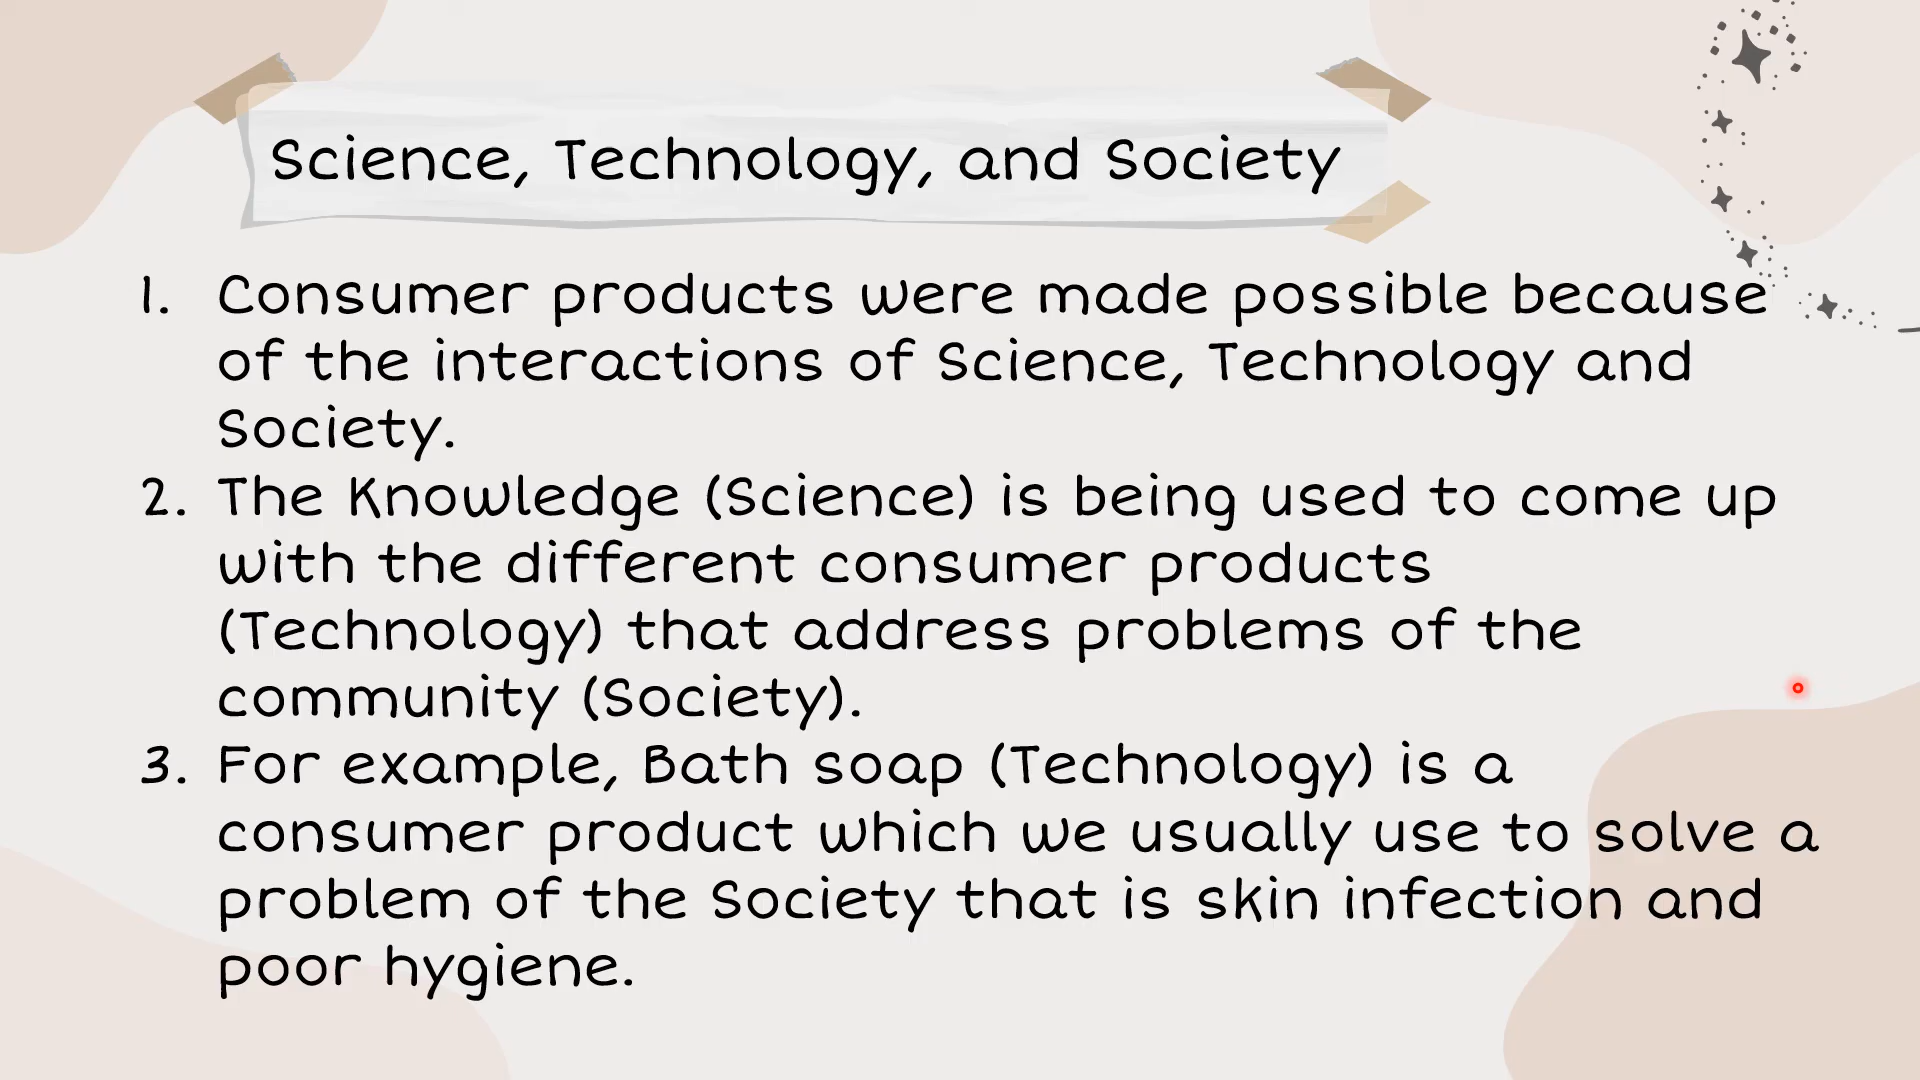 Science, Technology, and Society
1. Consumer products were made possible because
of the interactions of Science, Technology and
Society.
2. The Knowledge (Science) is being used to come up
with the different consumer products
(Technology) that address problems of the
community (Society).
3. For example, Bath soap (Technology) is a
consumer product which we usually use to solve a
problem of the Society that is skin infection and
poor hygiene.